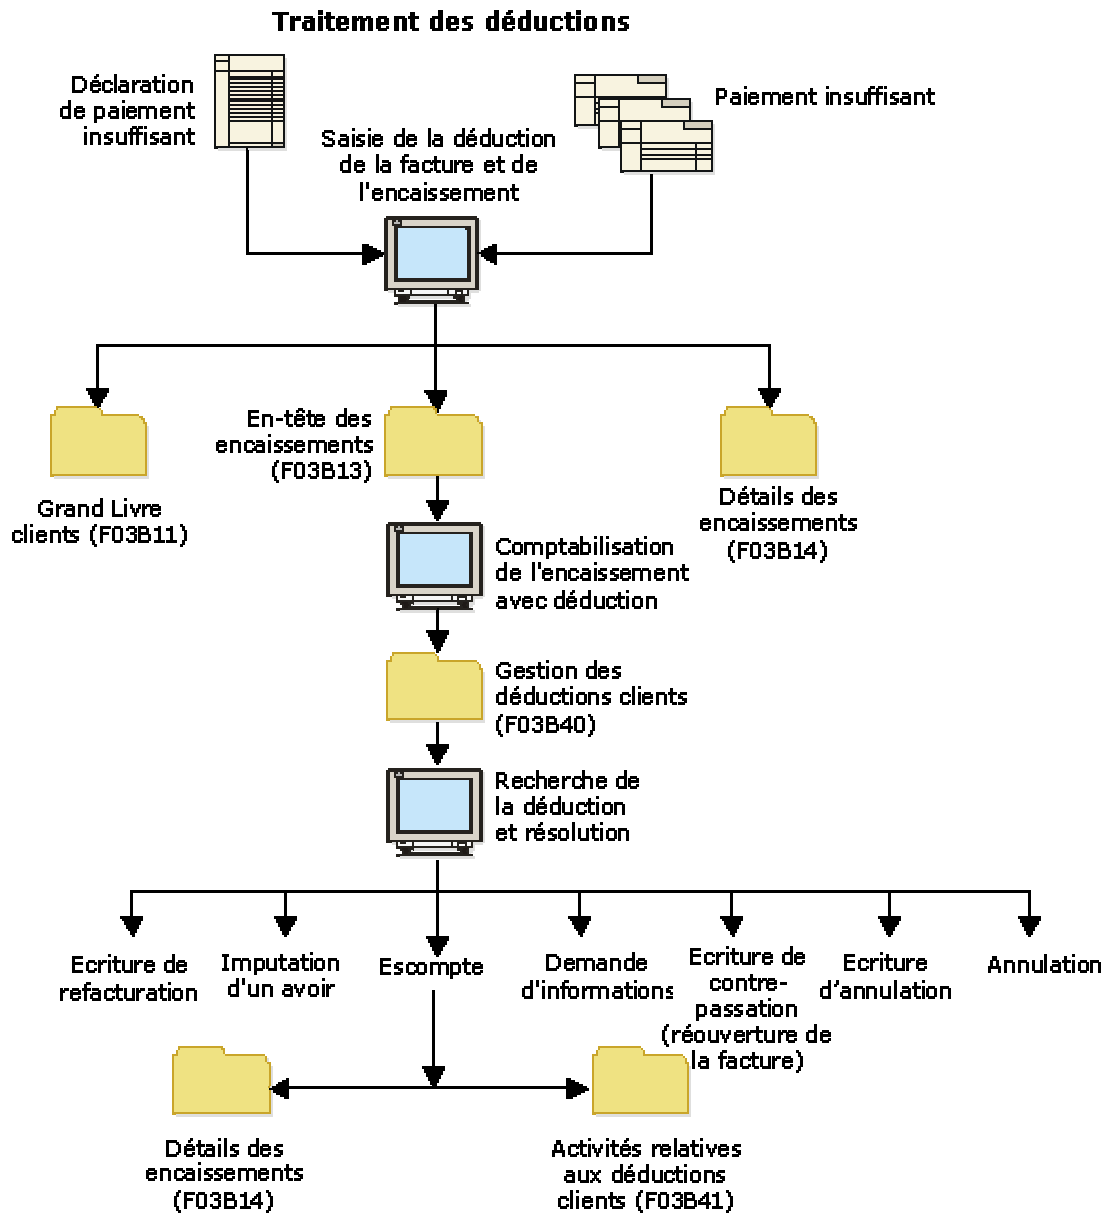 Traitement des déductions
Déclaration
de paiement
insuffisant
Paiement insuffisant
Saisie de la déduction
de la facture et de
l'encaissement
En-tête des
encaissements
(F03B13)
Grand Livre
clients (F03B11)
Détails des
encaissements
(F03B14)
Comptabilisation
de l'encaissement
avec déduction
Gestion des
déductions clients
(F03B40)
Recherche de
la déduction
et résolution
Ecriture de
refacturation
Imputation
d'un avoir
Escompte
Demande
d'informations
Ecriture de
contre-
passation
(réouverture de
la facture)
Ecriture
d’annulation
Annulation
Détails des
encaissements
(F03B14)
Activités relatives
aux déductions
clients (F03B41)